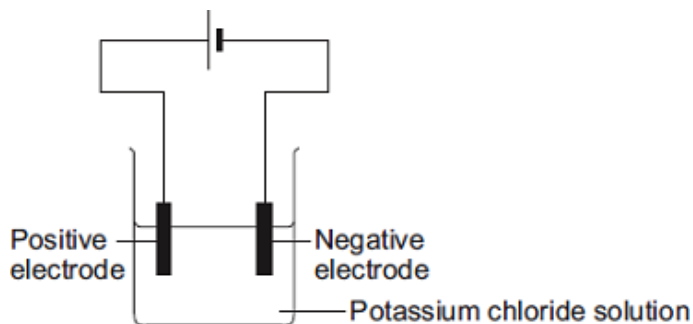 Positive
electrode
Negative
electrode
Potassium chloride solution